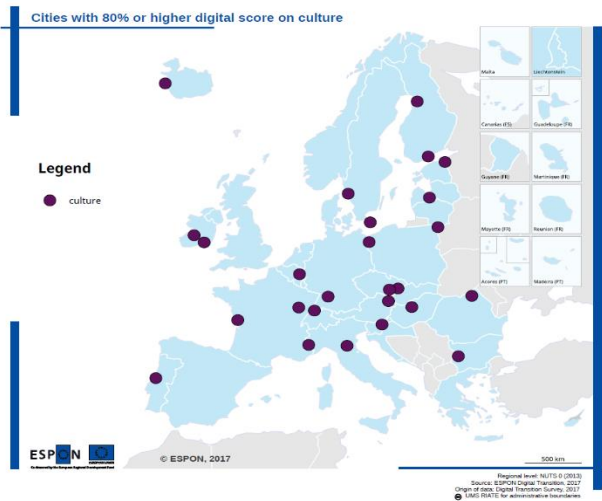 Cities with 80% or higher digital score on culture
Legend
culture
Malta
Liechtenstein
Canarias (ES)
Guadeloupe (FR)
Guyane (FR)
Martinique (FR)
Mayotte (FR)
Reunion (FR)
Acores (PT)
Madeira (PT)
ESPON
© ESPON, 2017
500 km
Regional level: NUTS 0 (2013)
Source: ESPON Digital Transition, 2017
Origin of data: Digital Transition Survey, 2017
UMS RIATE for administrative boundaries